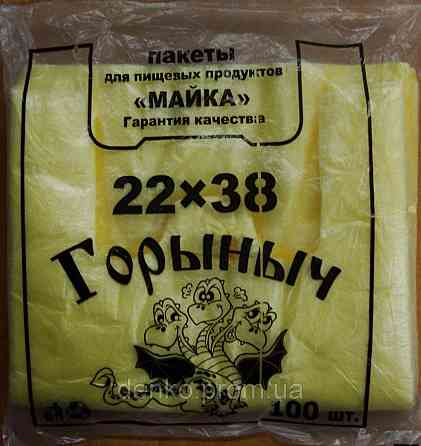 пакеты
для пищевых продуктов
«МАЙКА»
Гарантия качества
22×38
Горыныч
denko.prom.ua
100 шт.